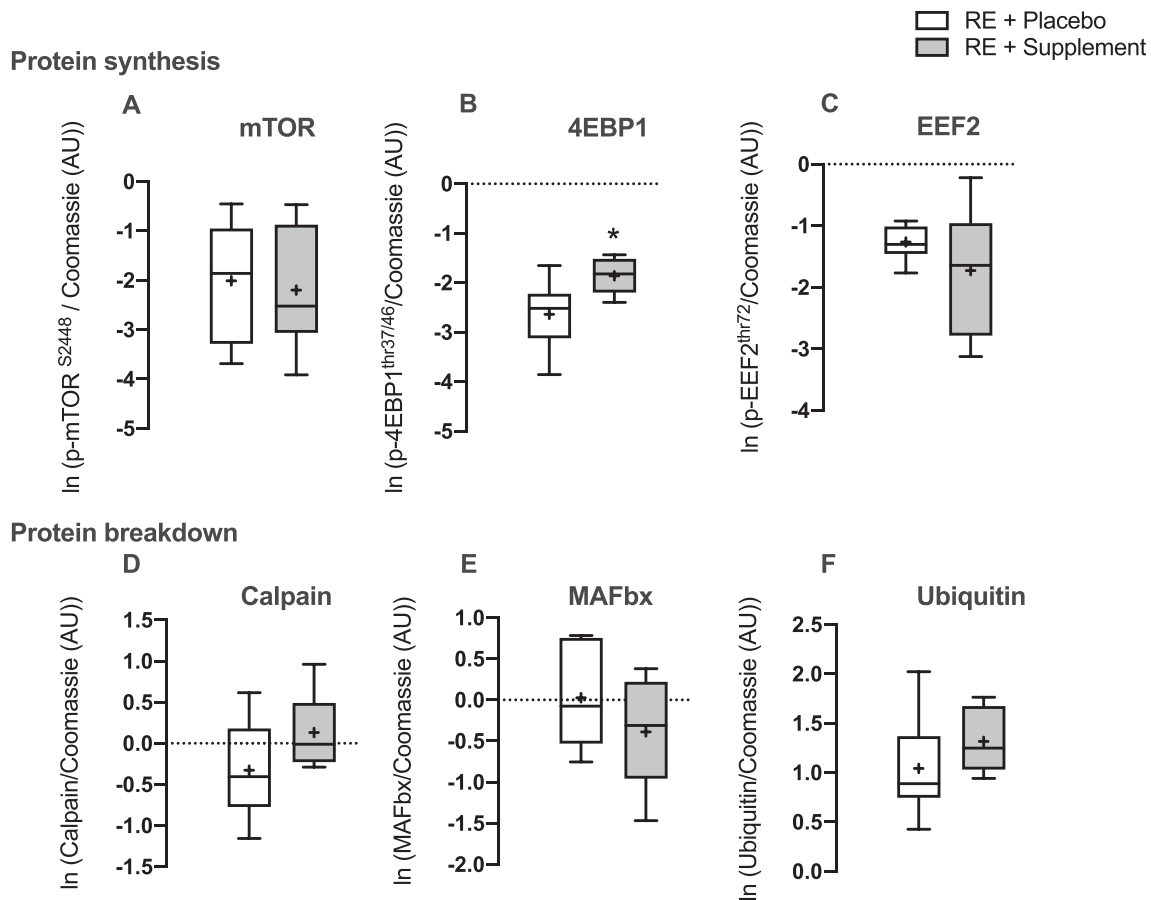 RE + Placebo
RE + Supplement
Protein synthesis
A
mTOR
ln (p-mTOR S2448 / Coomassie (AU))
0
-1
-2
-3
-4
-5
B
4EBP1
ln (p-4EBP1thr37/46/Coomassie (AU))
0
-1
-2
-3
-4
-5
*
C
EEF2
ln (p-EEF2thr72/Coomassie (AU))
0
-1
-2
-3
-4
Protein breakdown
D
Calpain
ln (Calpain/Coomassie (AU))
1.5
1.0
0.5
0.0
-0.5
-1.0
-1.5
E
MAFbx
ln (MAFbx/Coomassie (AU))
1.0
0.5
0.0
-0.5
-1.0
-1.5
-2.0
F
Ubiquitin
ln (Ubiquitin/Coomassie (AU))
2.5
2.0
1.5
1.0
0.5
0.0